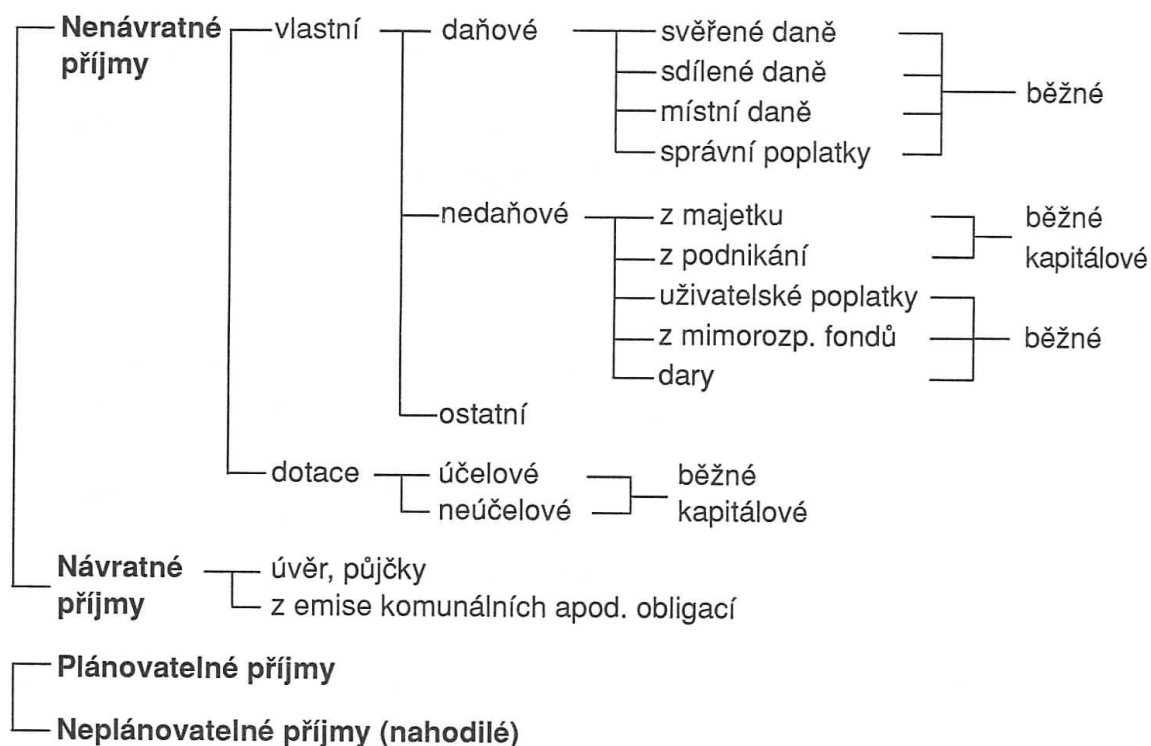 Nenávratné vlastní daňové svěřené daně
příjmy sdílené daně běžné
místní daně
správní poplatky
nedaňové z majetku běžné
z podnikání kapitálové
uživatelské poplatky
z mimorozp. fondů běžné
dary
ostatní
dotace účelové běžné
neúčelové kapitálové
Návratné úvěr, půjčky
příjmy z emise komunálních apod. obligací
Plánovatelné příjmy
Neplánovatelné příjmy (nahodilé)